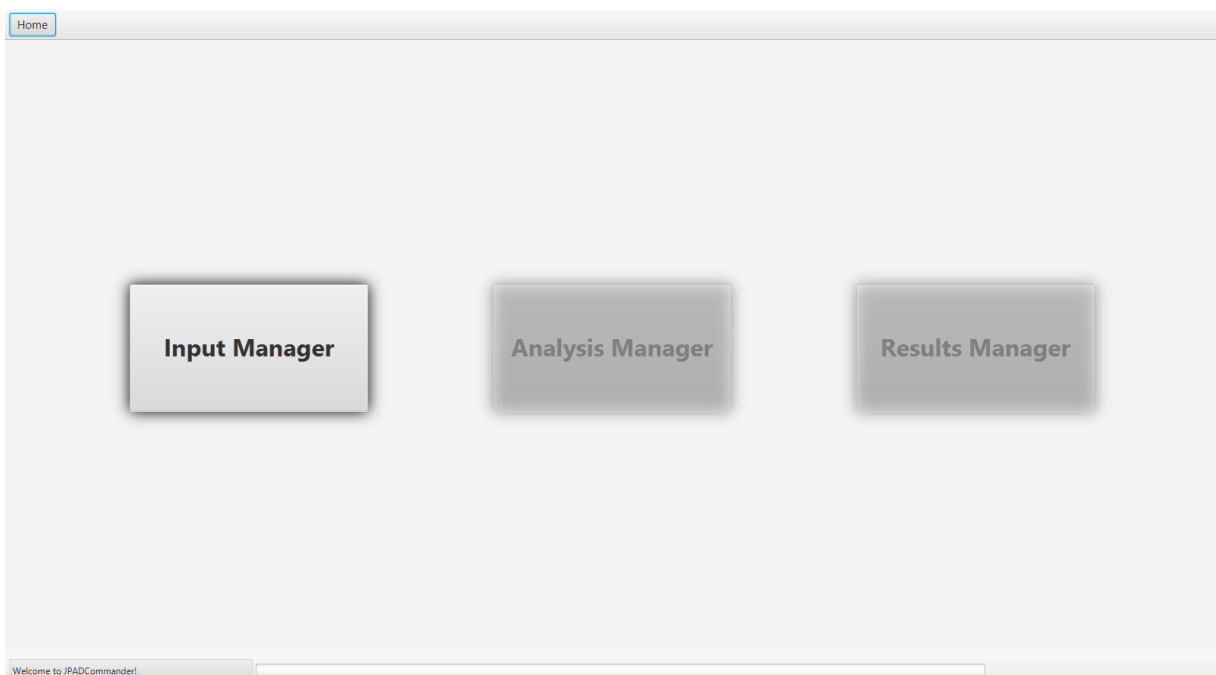 Home
Input Manager
Analysis Manager
Results Manager
Welcome to JPADCommander!